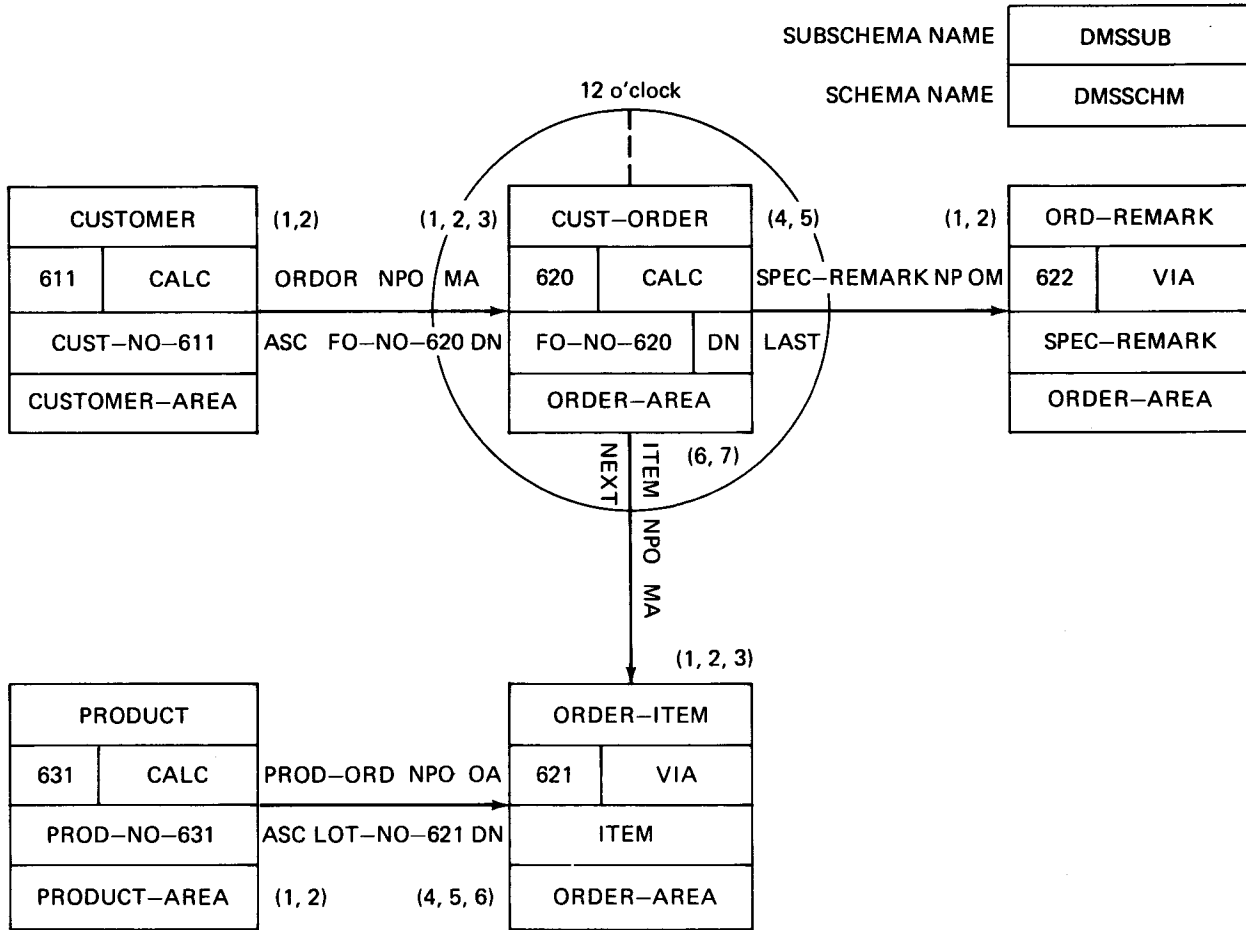 SUBSCHEMA NAME DMSSUB
SCHEMA NAME DMSSCHM
12 o'clock
CUSTOMER
611 CALC
CUST–NO–611
CUSTOMER–AREA
(1,2)
(1, 2, 3)
ORDOR NPO MA
ASC FO–NO–620 DN
CUST–ORDER
620 CALC
FO–NO–620 DN
ORDER–AREA
(4, 5)
(1, 2)
SPEC–REMARK NP OM
LAST
ORD–REMARK
622 VIA
SPEC–REMARK
ORDER–AREA
(6, 7)
NEXT
ITEM NPO MA
(1, 2, 3)
PRODUCT
631 CALC
PROD–NO–631
PRODUCT–AREA
PROD–ORD NPO OA
ASC LOT–NO–621 DN
(1, 2)
(4, 5, 6)
ORDER–ITEM
621 VIA
ITEM
ORDER–AREA